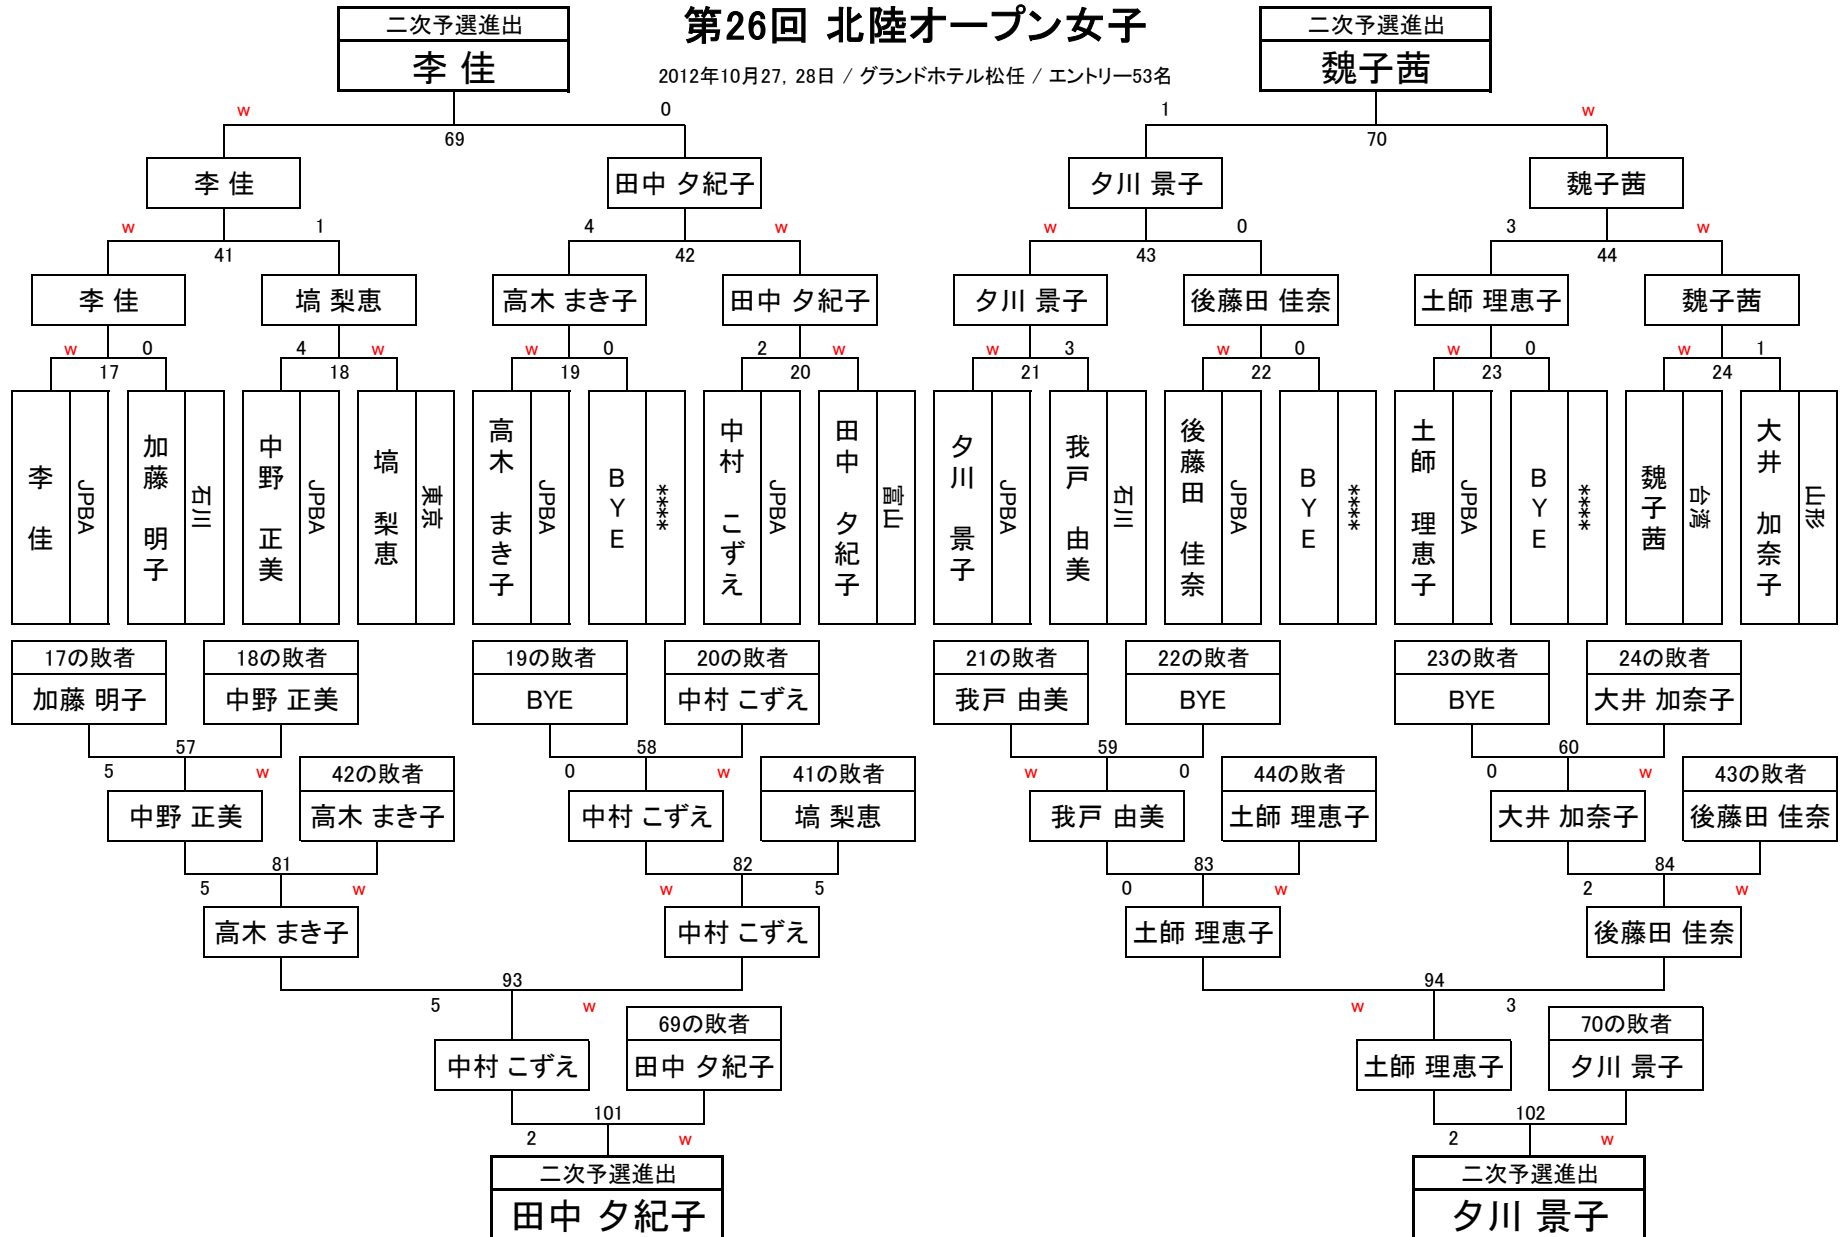 第26回 北陸オープン女子
2012年10月27, 28日 / グランドホテル松任 / エントリー53名
二次予選進出 二次予選進出
李 佳 魏子茜
w 0 1 w
69 70
李 佳 田中 夕紀子 夕川 景子 魏子茜
w 1 4 w w 0 3 w
41 42 43 44
李 佳 塙 梨恵 高木 まき子 田中 夕紀子 夕川 景子 後藤田 佳奈 土師 理恵子 魏子茜
w 0 4 w w 0 2 w w 3 w 0 w 0 w 1
17 18 19 20 21 22 23 24
李 佳 JPBA
加藤 明子 石川
中野 正美 JPBA
塙 梨恵 東京
高木 まき子 JPBA
BYE ****
中村 こずえ JPBA
田中 夕紀子 富山
夕川 景子 JPBA
我戸 由美 石川
後藤田 佳奈 JPBA
BYE ****
土師 理恵子 JPBA
BYE ****
魏子茜 台湾
大井 加奈子 山形
17の敗者 18の敗者 19の敗者 20の敗者 21の敗者 22の敗者 23の敗者 24の敗者
加藤 明子 中野 正美 BYE 中村 こずえ 我戸 由美 BYE BYE 大井 加奈子
57 58 59 60
5 w 42の敗者 0 w 41の敗者 w 0 44の敗者 0 w 43の敗者
中野 正美 高木 まき子 中村 こずえ 塙 梨恵 我戸 由美 土師 理恵子 大井 加奈子 後藤田 佳奈
81 82 83 84
5 w w 5 0 w 2 w
高木 まき子 中村 こずえ 土師 理恵子 後藤田 佳奈
93 94
5 w w 3
69の敗者 70の敗者
中村 こずえ 田中 夕紀子 土師 理恵子 夕川 景子
101 102
2 w 2 w
二次予選進出 二次予選進出
田中 夕紀子 夕川 景子